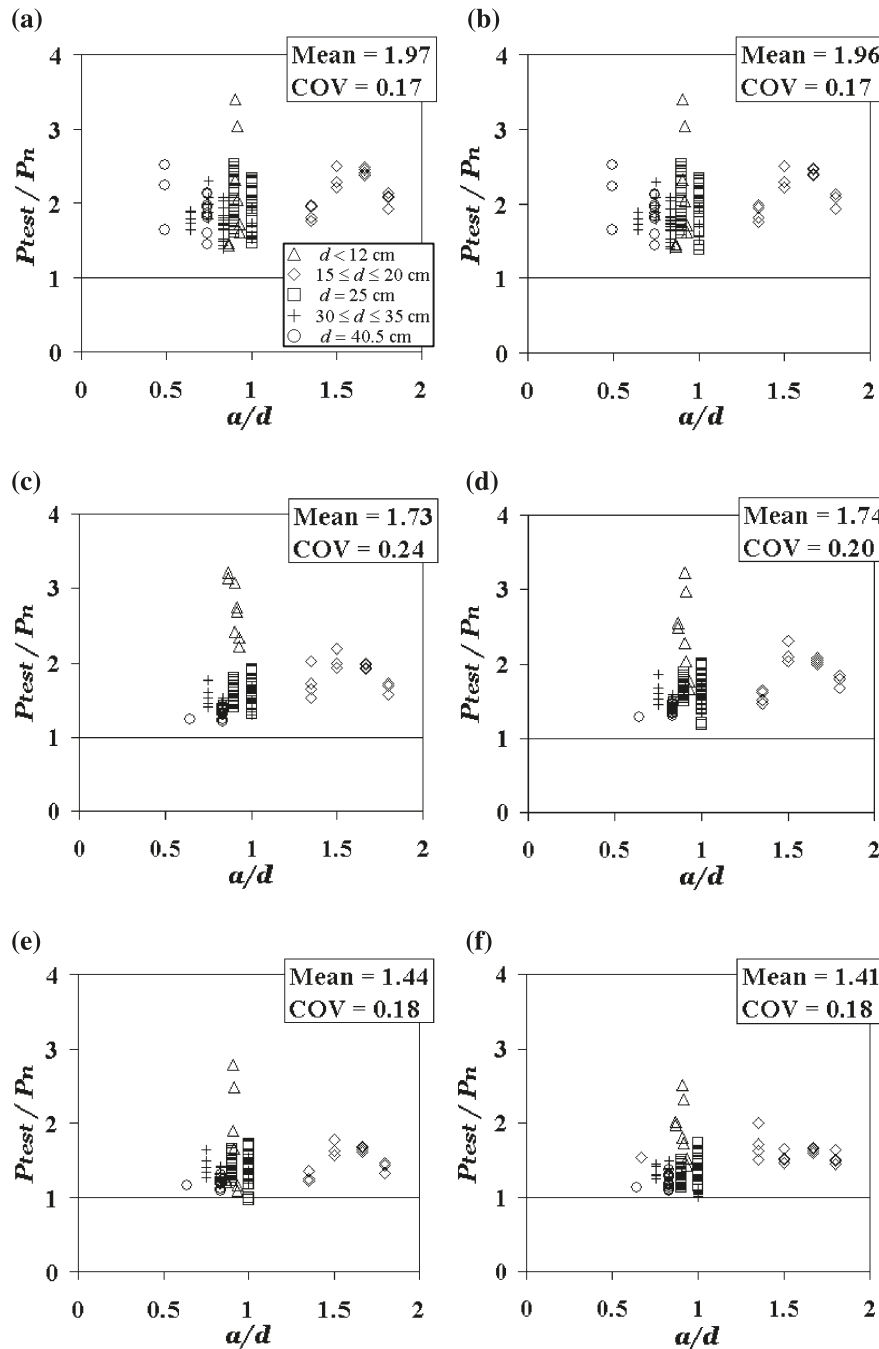 (a)
Mean = 1.97
COV = 0.17
4
3
2
1
0
Ptest / Pn
d < 12 cm
15 ≤ d ≤ 20 cm
d = 25 cm
30 ≤ d ≤ 35 cm
d = 40.5 cm
0 0.5 1 1.5 2
a/d
(b)
Mean = 1.96
COV = 0.17
4
3
2
1
0
Ptest / Pn
0 0.5 1 1.5 2
a/d
(c)
Mean = 1.73
COV = 0.24
4
3
2
1
0
Ptest / Pn
0 0.5 1 1.5 2
a/d
(d)
Mean = 1.74
COV = 0.20
4
3
2
1
0
Ptest / Pn
0 0.5 1 1.5 2
a/d
(e)
Mean = 1.44
COV = 0.18
4
3
2
1
0
Ptest / Pn
0 0.5 1 1.5 2
a/d
(f)
Mean = 1.41
COV = 0.18
4
3
2
1
0
Ptest / Pn
0 0.5 1 1.5 2
a/d